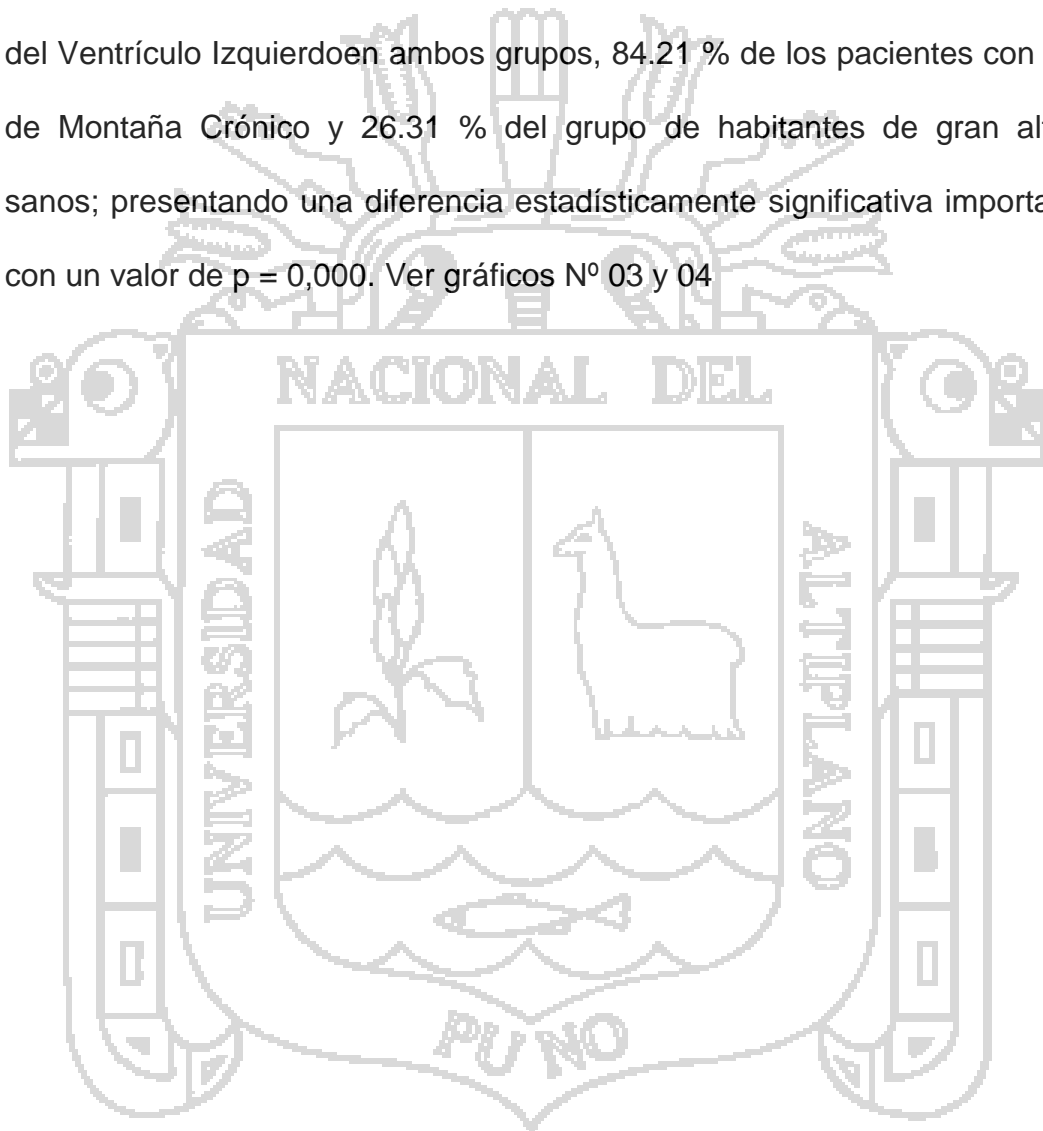 del Ventrículo Izquierdoen ambos grupos, 84.21 % de los pacientes con
de Montaña Crónico y 26.31 % del grupo de habitantes de gran al
sanos; presentando una diferencia estadísticamente significativa import
con un valor de p = 0,000. Ver gráficos Nº 03 y 04
NACIONAL DEL
UNIVERSIDAD
ALTIPLANO
PUNO